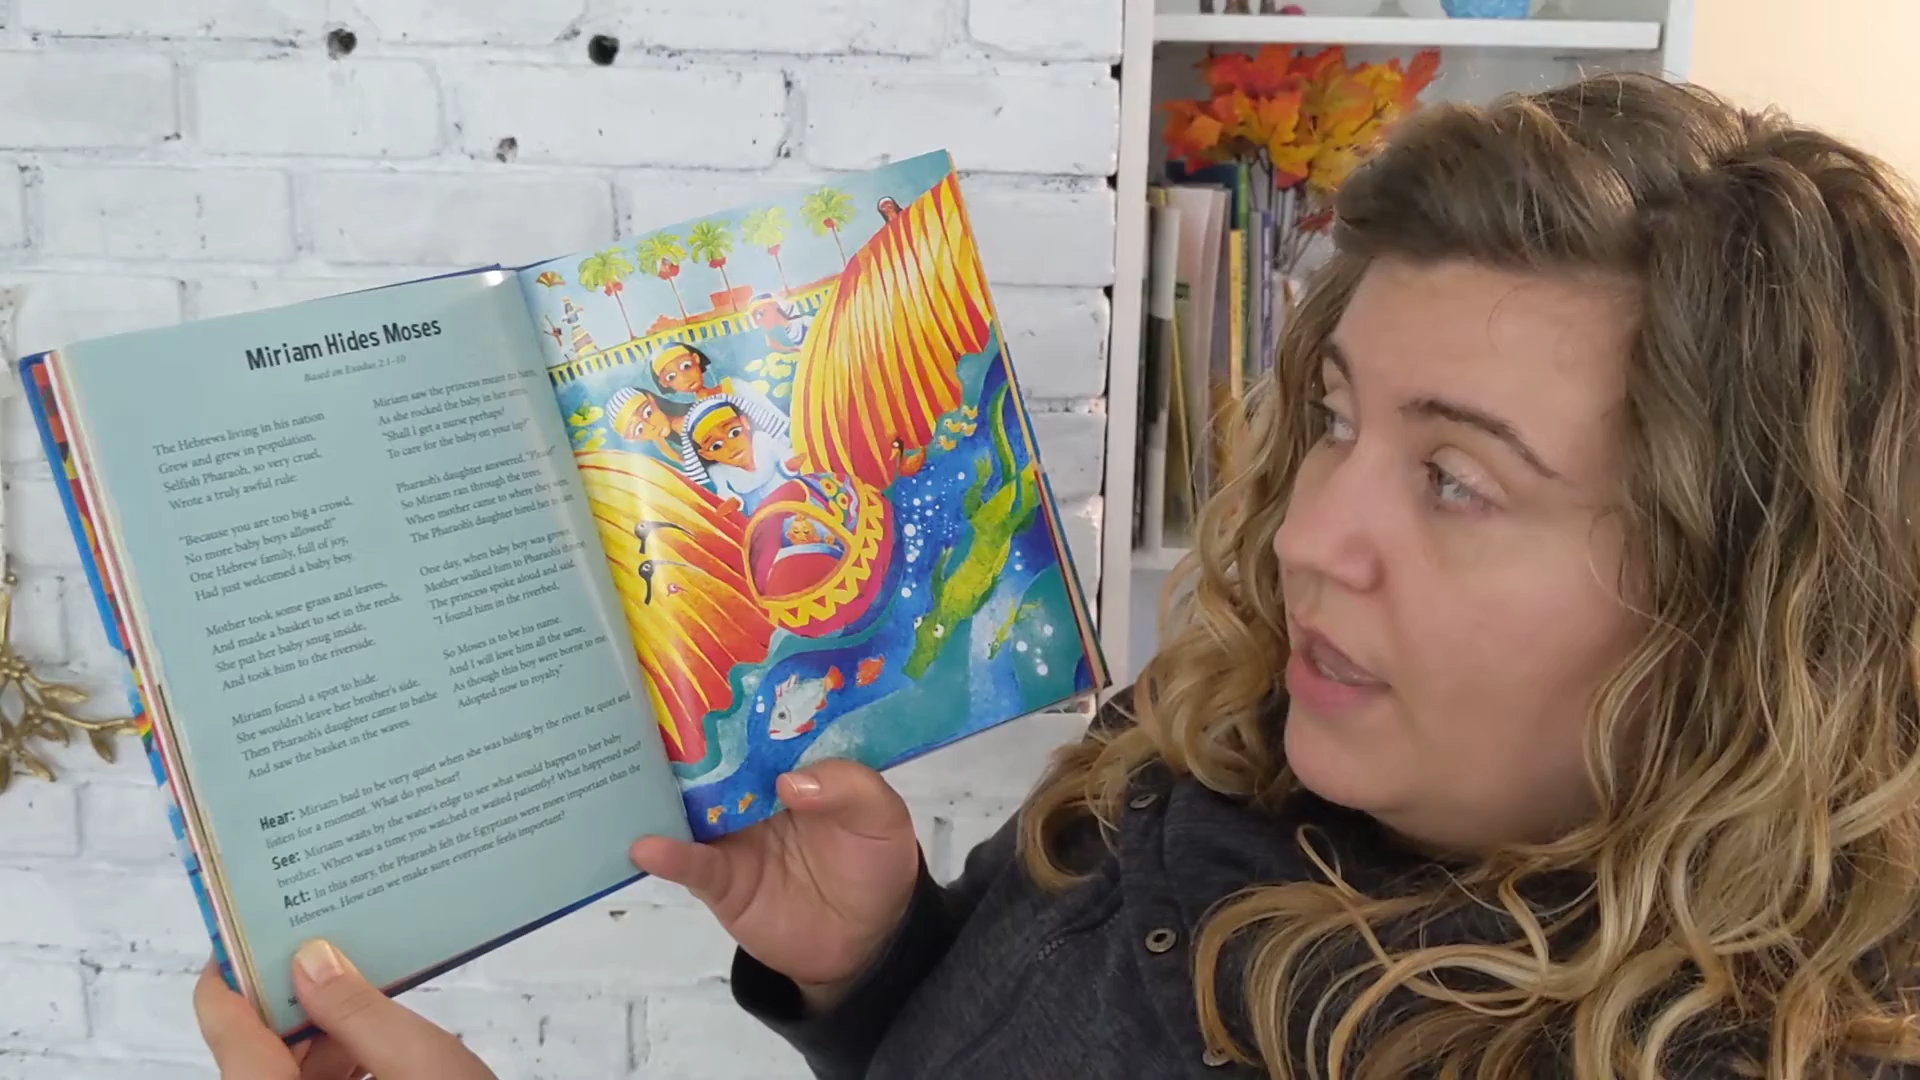 Miriam Hides Moses
Based on Exodus 2:1–10
The Hebrews living in his nation
Grew and grew in population,
Selfish Pharaoh, so very cruel,
Wrote a truly awful rule:
"Because you are too big a crowd,
No more baby boys allowed!"
One Hebrew family, full of joy,
Had just welcomed a baby boy.
Mother took some grass and leaves,
And made a basket to set in the reeds.
She put her baby snug inside,
And took him to the riverside.
Miriam found a spot to hide.
She wouldn't leave her brother's side.
Then Pharaoh's daughter came to bathe
And saw the basket in the waves.
Miriam saw the princess meant no harm,
As she rocked the baby in her arms.
"Shall I get a nurse perhaps?
To care for the baby on your lap?"
Pharaoh's daughter answered, "Please!"
So Miriam ran through the trees.
When mother came to where they were,
The Pharaoh's daughter hired her
One day, when baby boy was grown
Mother walked him to Pharaoh's throne.
The princess spoke aloud and said,
"I found him in the riverbed,
So Moses is to be his name.
And I will love him all the same,
As though this boy were borne to me,
Adopted now to royalty."
Hear: Miriam had to be very quiet when she was hiding by the river. Be quiet and
listen for a moment. What do you hear?
See: Miriam waits by the water's edge to see what would happen to her baby
brother. When was a time you watched or waited patiently? What happened next?
Act: In this story, the Pharaoh felt the Egyptians were more important than the
Hebrews. How can we make sure everyone feels important?